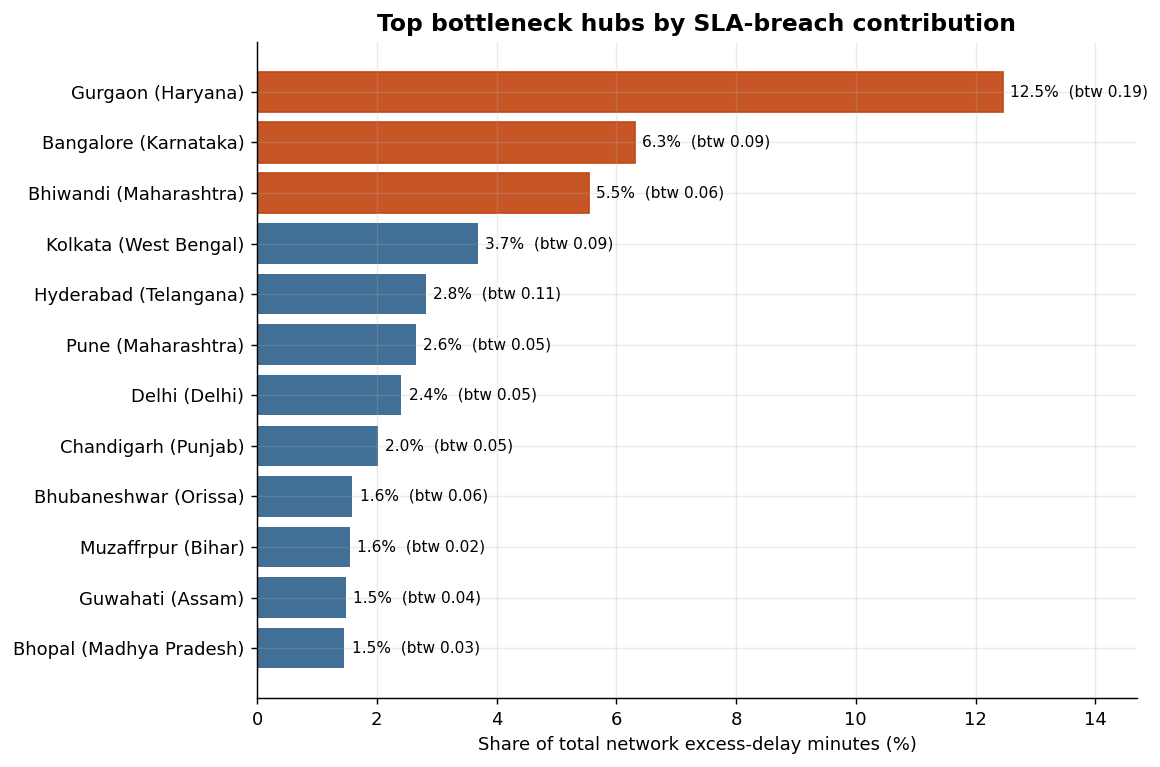 Top bottleneck hubs by SLA-breach contribution
Gurgaon (Haryana) 12.5% (btw 0.19)
Bangalore (Karnataka) 6.3% (btw 0.09)
Bhiwandi (Maharashtra) 5.5% (btw 0.06)
Kolkata (West Bengal) 3.7% (btw 0.09)
Hyderabad (Telangana) 2.8% (btw 0.11)
Pune (Maharashtra) 2.6% (btw 0.05)
Delhi (Delhi) 2.4% (btw 0.05)
Chandigarh (Punjab) 2.0% (btw 0.05)
Bhubaneshwar (Orissa) 1.6% (btw 0.06)
Muzaffrpur (Bihar) 1.6% (btw 0.02)
Guwahati (Assam) 1.5% (btw 0.04)
Bhopal (Madhya Pradesh) 1.5% (btw 0.03)
0 2 4 6 8 10 12 14
Share of total network excess-delay minutes (%)